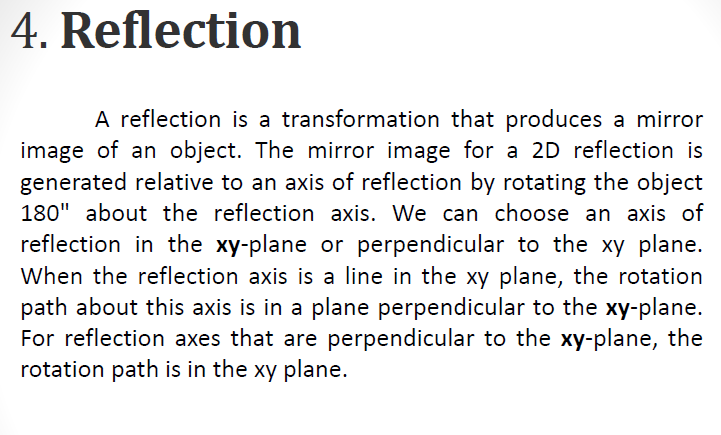 4. Reflection
A reflection is a transformation that produces a mirror
image of an object. The mirror image for a 2D reflection is
generated relative to an axis of reflection by rotating the object
180" about the reflection axis. We can choose an axis of
reflection in the xy-plane or perpendicular to the xy plane.
When the reflection axis is a line in the xy plane, the rotation
path about this axis is in a plane perpendicular to the xy-plane.
For reflection axes that are perpendicular to the xy-plane, the
rotation path is in the xy plane.